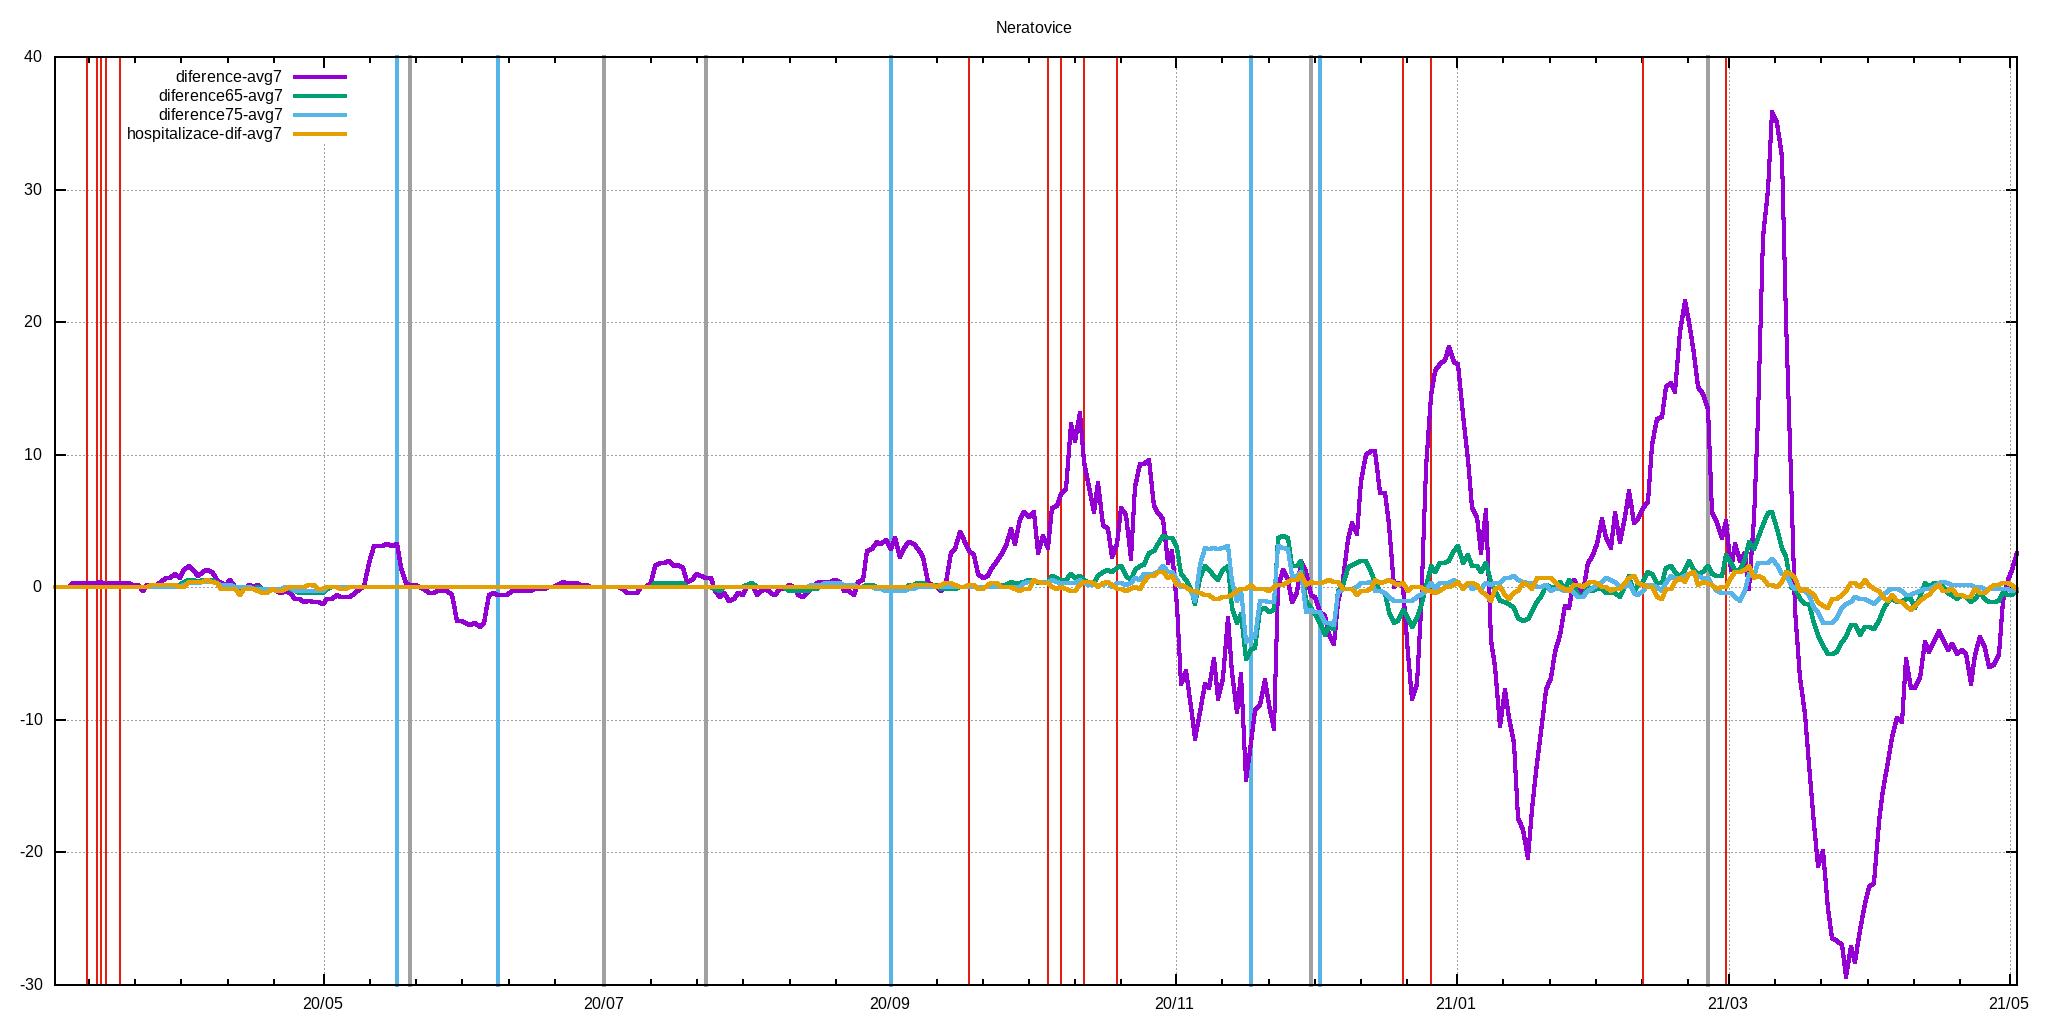 Neratovice
40
diference-avg7
diference65-avg7
diference75-avg7
hospitalizace-dif-avg7
30
20
10
0
-10
-20
-30
20/05 20/07 20/09 20/11 21/01 21/03 21/05